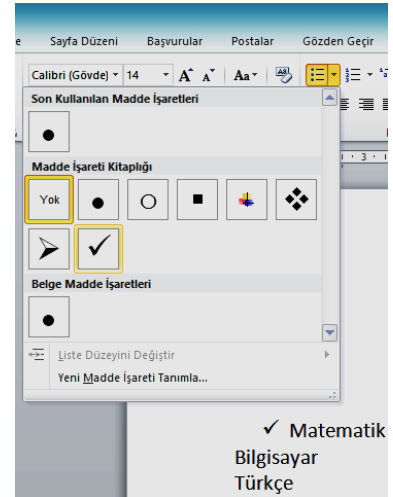 e Sayfa Düzeni Başvurular Postalar Gözden Geçir
Calibri (Gövde) 14 A A Aa
Son Kullanılan Madde İşaretleri
Madde İşareti Kitaplığı
Yok
3
Belge Madde İşaretleri
Liste Düzeyini Değiştir
Yeni Madde İşareti Tanımla...
✓ Matematik
Bilgisayar
Türkçe